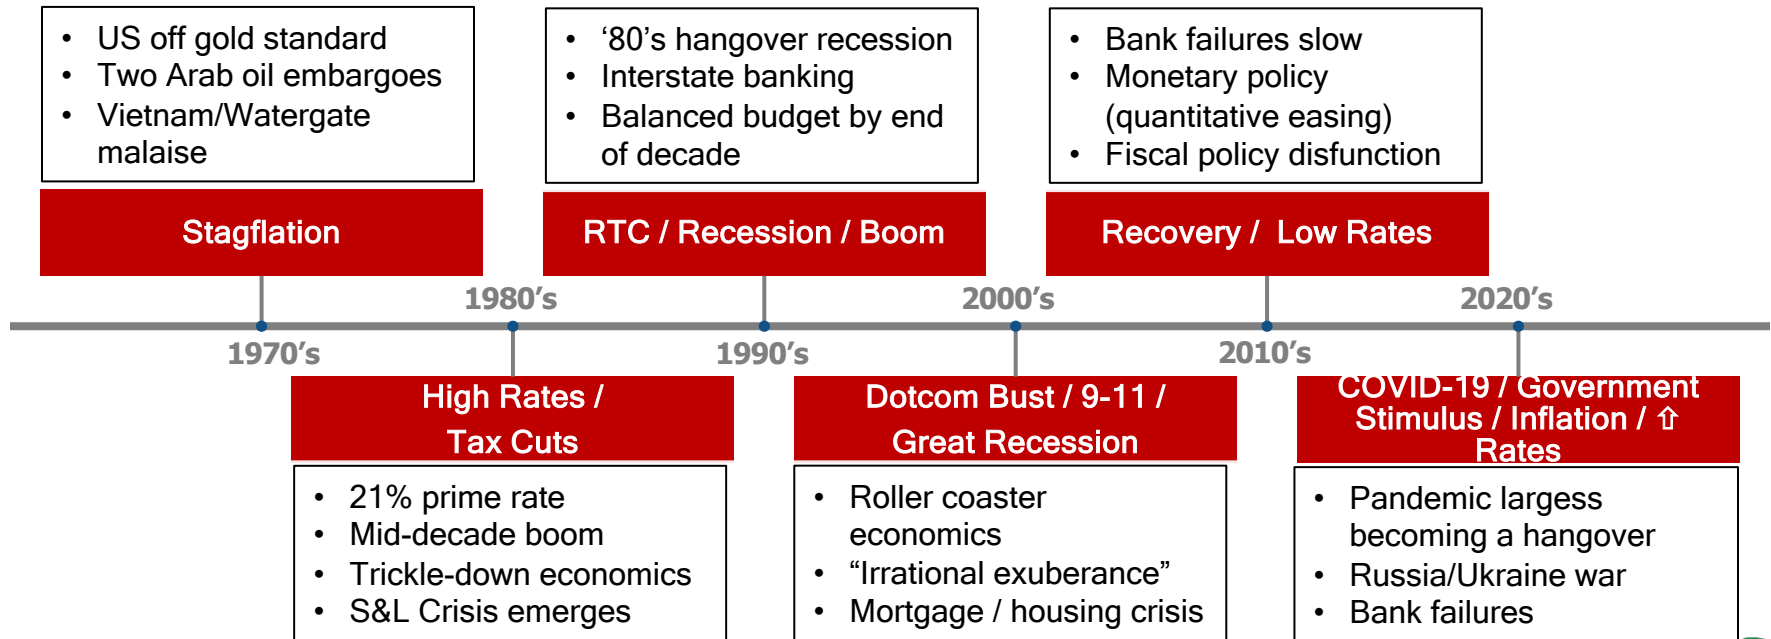 • US off gold standard
• Two Arab oil embargoes
• Vietnam/Watergate
malaise
Stagflation
• ‘80’s hangover recession
• Interstate banking
• Balanced budget by end
of decade
RTC / Recession / Boom
• Bank failures slow
• Monetary policy
(quantitative easing)
• Fiscal policy disfunction
Recovery / Low Rates
1980’s
2000’s
2020’s
1970’s
1990’s
2010’s
High Rates /
Tax Cuts
• 21% prime rate
• Mid-decade boom
• Trickle-down economics
• S&L Crisis emerges
Dotcom Bust / 9-11 /
Great Recession
• Roller coaster
economics
• “Irrational exuberance”
• Mortgage / housing crisis
COVID-19 / Government
Stimulus / Inflation / ⇧
Rates
• Pandemic largess
becoming a hangover
• Russia/Ukraine war
• Bank failures